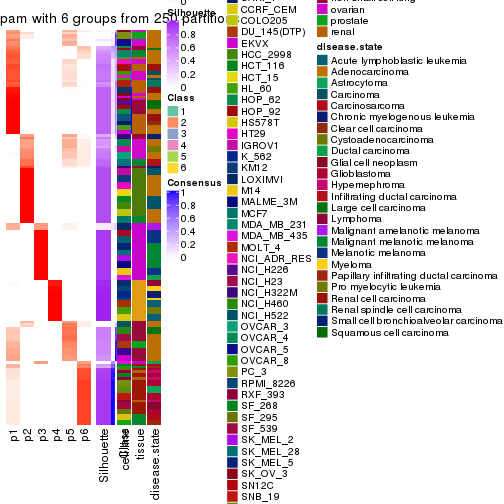 pam with 6 groups from 250 partitio
Silhouette
0
0.8
0.6
0.4
0.2
0
Class
1
2
3
4
5
6
Consensus
1
0.8
0.6
0.4
0.2
0
p1
p2
p3
p4
p5
p6
Silhouette
tissue
disease.state
CCRF_CEM
COLO205
DU_145(DTP)
EKVX
HCC_2998
HCT_116
HCT_15
HL_60
HOP_62
HOP_92
HS578T
HT29
IGROV1
K_562
KM12
LOXIMVI
M14
MALME_3M
MCF7
MDA_MB_231
MDA_MB_435
MOLT_4
NCI_ADR_RES
NCI_H226
NCI_H23
NCI_H322M
NCI_H460
NCI_H522
OVCAR_3
OVCAR_4
OVCAR_5
OVCAR_8
PC_3
RPMI_8226
RXF_393
SF_268
SF_295
SF_539
SK_MEL_2
SK_MEL_28
SK_MEL_5
SK_OV_3
SN12C
SNB_19
ovarian
prostate
renal
disease.state
Acute lymphoblastic leukemia
Adenocarcinoma
Astrocytoma
Carcinoma
Carcinosarcoma
Chronic myelogenous leukemia
Clear cell carcinoma
Cystoadenocarcinoma
Ductal carcinoma
Glial cell neoplasm
Glioblastoma
Hypernephroma
Infiltrating ductal carcinoma
Large cell carcinoma
Lymphoma
Malignant amelanotic melanoma
Malignant melanotic melanoma
Melanotic melanoma
Myeloma
Papillary infiltrating ductal carcinoma
Pro myelocytic leukemia
Renal cell carcinoma
Renal spindle cell carcinoma
Small cell bronchioalveolar carcinoma
Squamous cell carcinoma